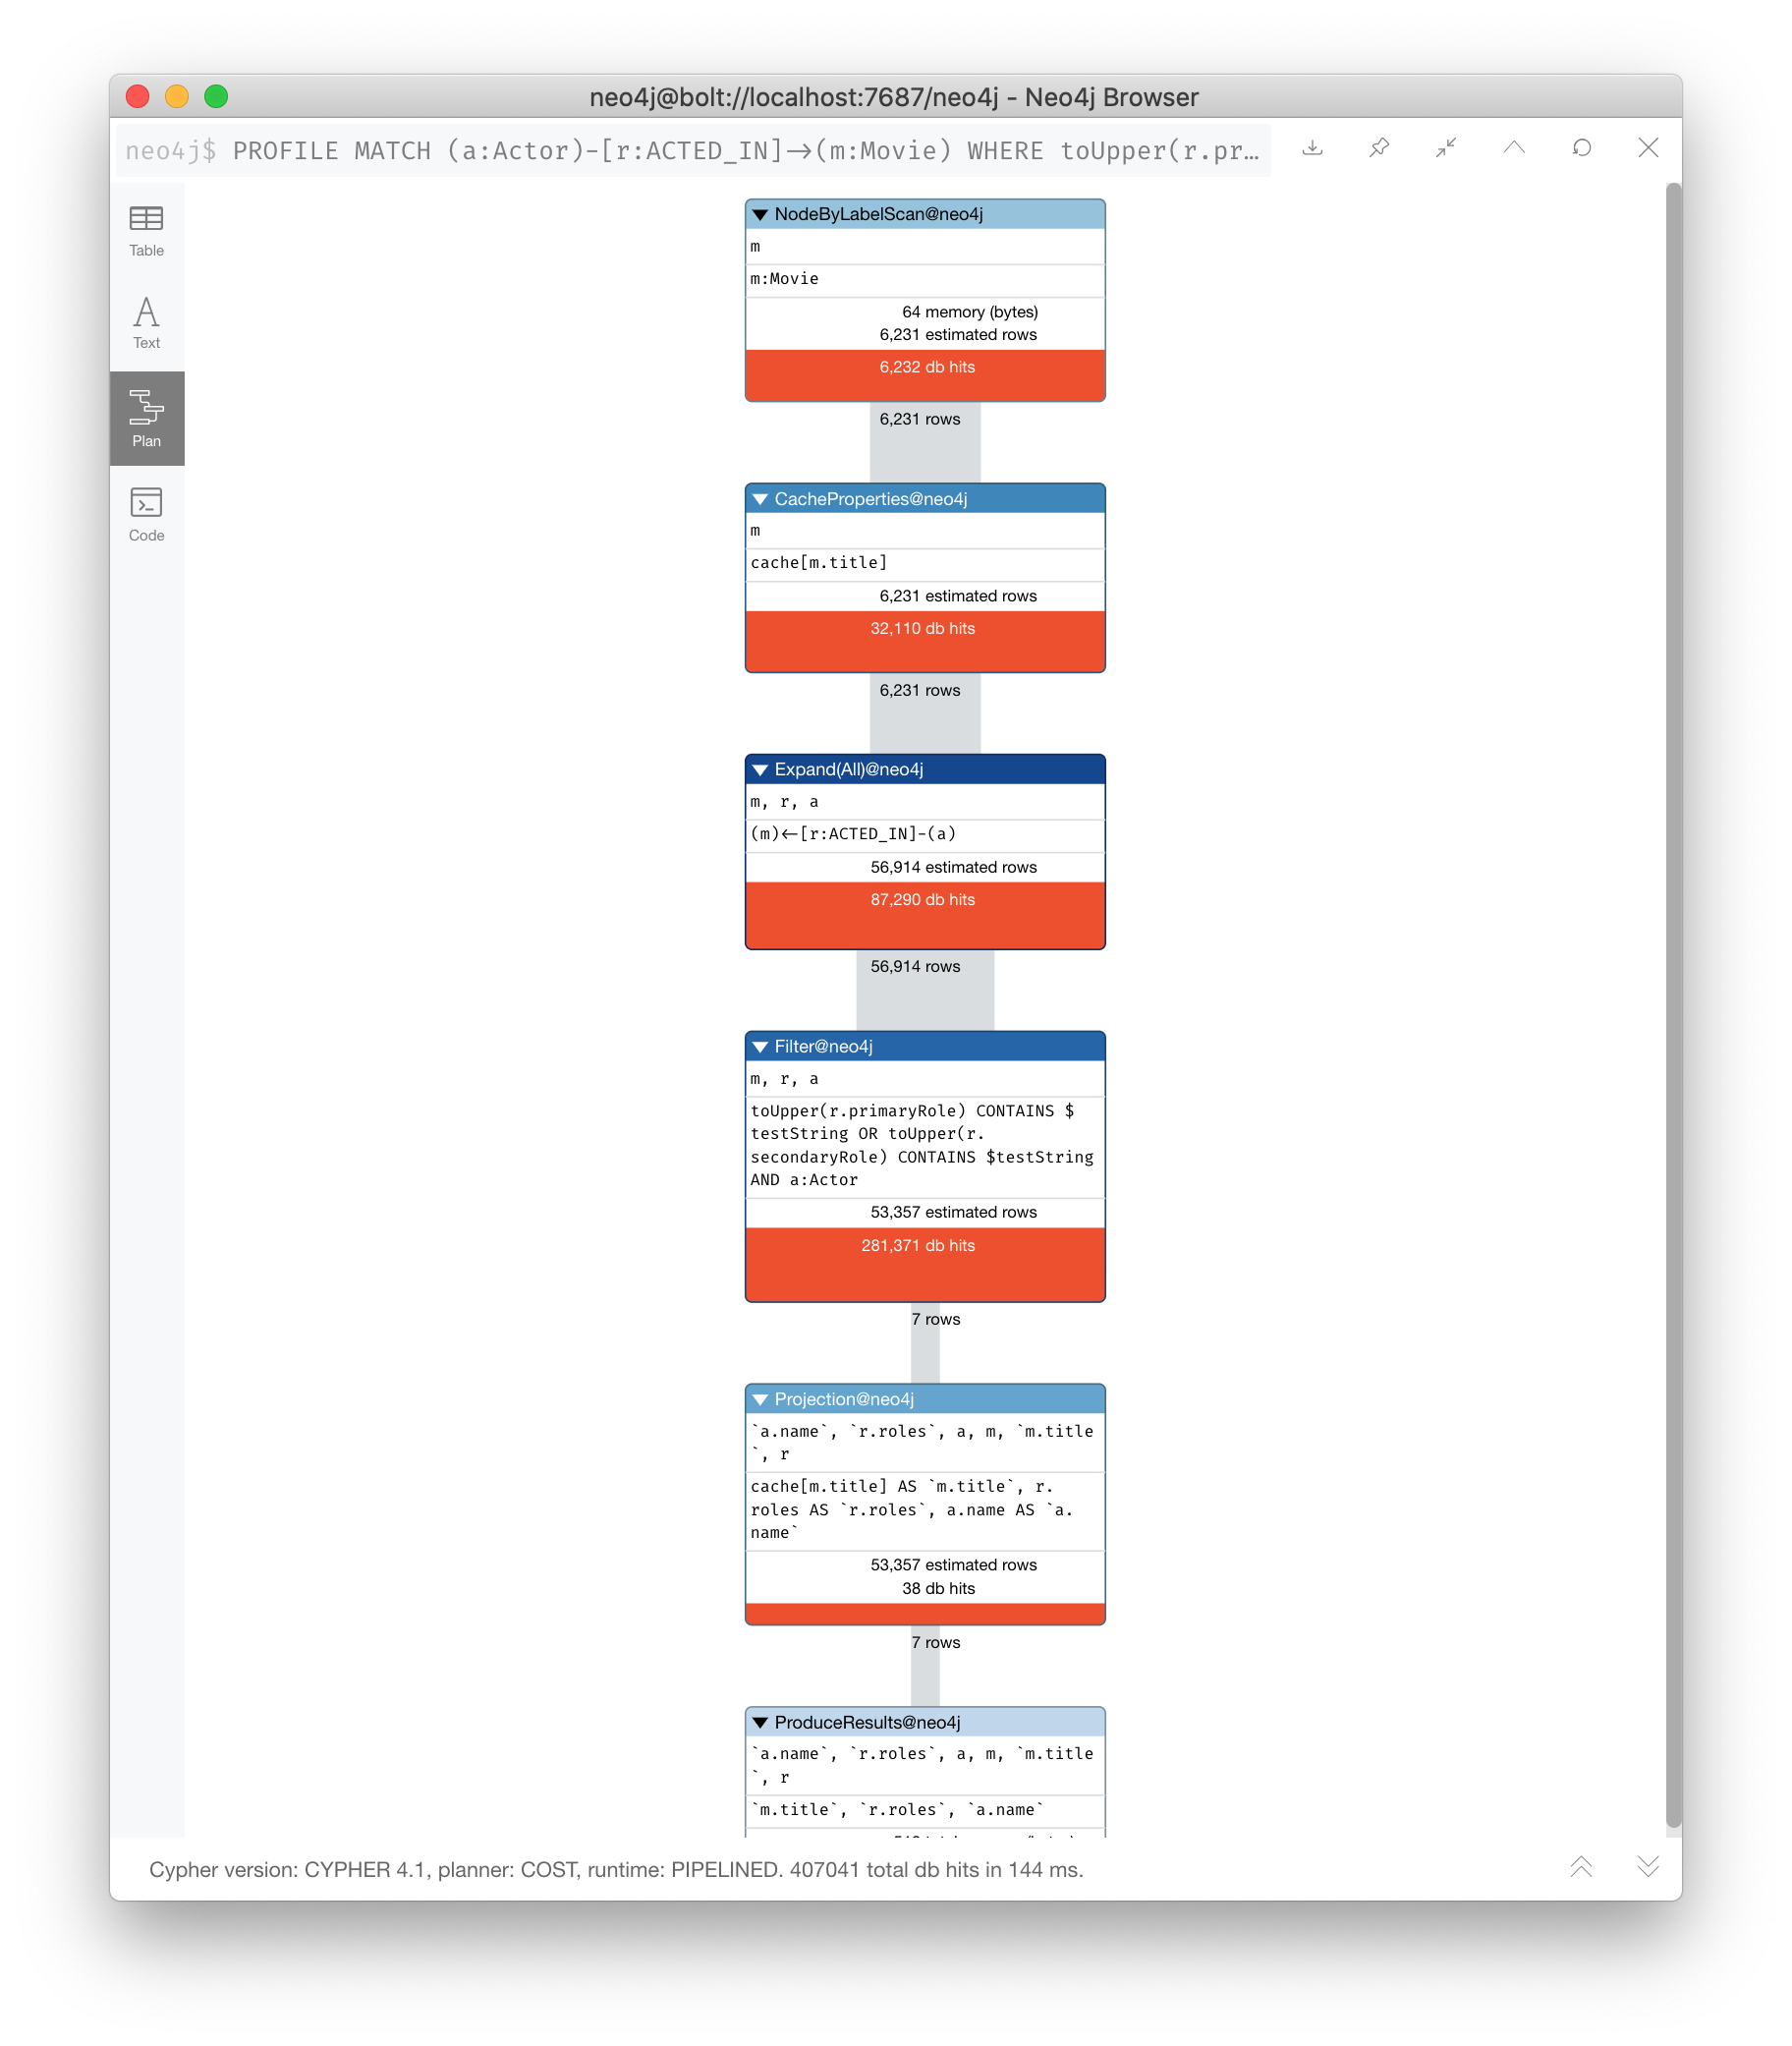 neo4j@bolt://localhost:7687/neo4j - Neo4j Browser
neo4j$ PROFILE MATCH (a:Actor)-[r:ACTED_IN]→(m:Movie) WHERE toUpper(r.pr…
Table
Text
Plan
Code
NodeByLabelScan@neo4j
m
m:Movie
64 memory (bytes)
6,231 estimated rows
6,232 db hits
6,231 rows
CacheProperties@neo4j
m
cache[m.title]
6,231 estimated rows
32,110 db hits
6,231 rows
Expand(All)@neo4j
m, r, a
(m)←[r:ACTED_IN]-(a)
56,914 estimated rows
87,290 db hits
56,914 rows
Filter@neo4j
m, r, a
toUpper(r.primaryRole) CONTAINS $
testString OR toUpper(r.
secondaryRole) CONTAINS $testString
AND a:Actor
53,357 estimated rows
281,371 db hits
7 rows
Projection@neo4j
`a.name`, `r.roles`, a, m, `m.title
`, r
cache[m.title] AS `m.title`, r.
roles AS `r.roles`, a.name AS `a.
name`
53,357 estimated rows
38 db hits
7 rows
ProduceResults@neo4j
`a.name`, `r.roles`, a, m, `m.title
`, r
`m.title`, `r.roles`, `a.name`
Cypher version: CYPHER 4.1, planner: COST, runtime: PIPELINED. 407041 total db hits in 144 ms.